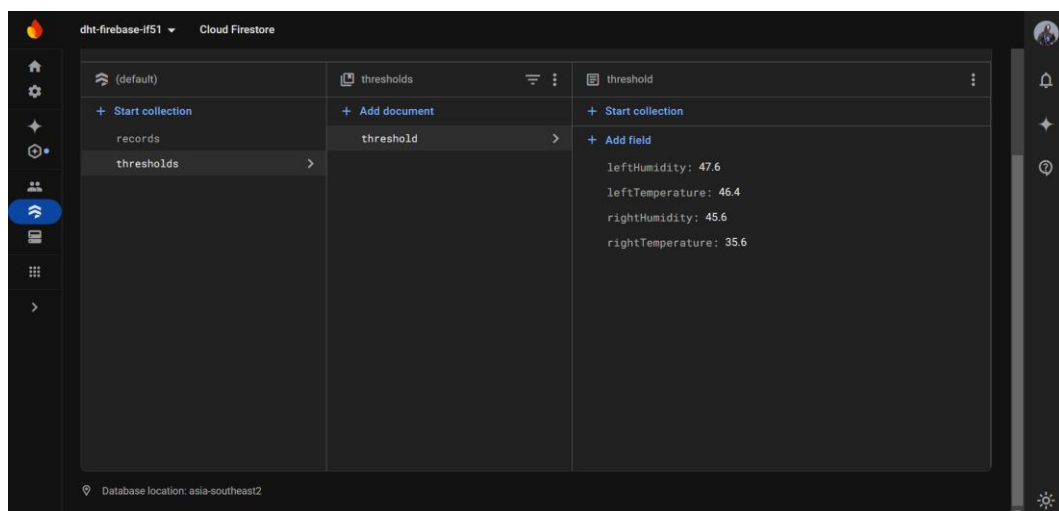 dht-firebase-if51 Cloud Firestore
(default)
+ Start collection
records
thresholds
thresholds
+ Add document
threshold
threshold
+ Start collection
+ Add field
leftHumidity: 47.6
leftTemperature: 46.4
rightHumidity: 45.6
rightTemperature: 35.6
Database location: asia-southeast2